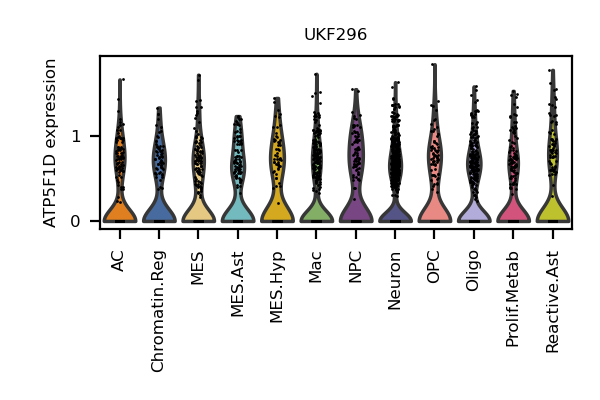 UKF296
ATP5F1D expression
1
0
AC
Chromatin.Reg
MES
MES.Ast
MES.Hyp
Mac
NPC
Neuron
OPC
Oligo
Prolif.Metab
Reactive.Ast